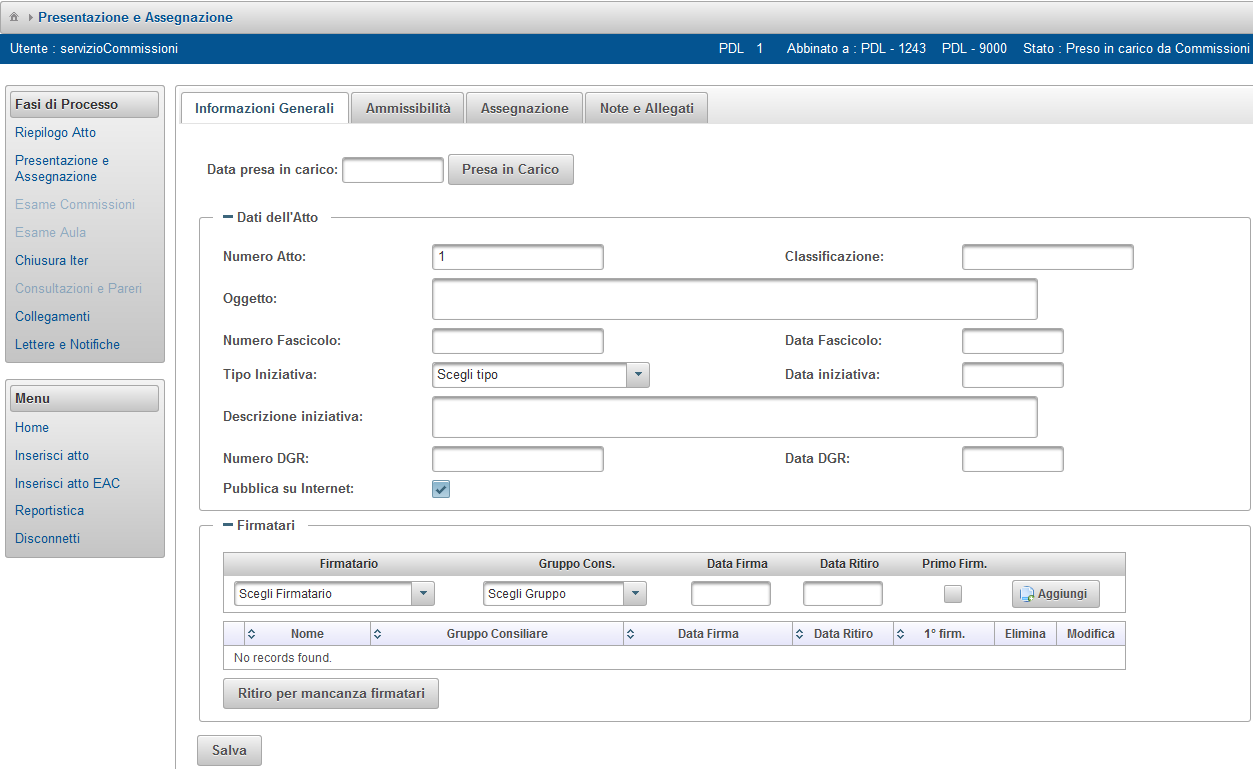 Presentazione e Assegnazione
Utente : servizioCommissioni PDL 1 Abbinato a : PDL - 1243 PDL - 9000 Stato : Preso in carico da Commissioni
Fasi di Processo
Riepilogo Atto
Presentazione e
Assegnazione
Esame Commissioni
Esame Aula
Chiusura Iter
Consultazioni e Pareri
Collegamenti
Lettere e Notifiche
Menu
Home
Inserisci atto
Inserisci atto EAC
Reportistica
Disconnetti
Informazioni Generali Ammissibilità Assegnazione Note e Allegati
Data presa in carico: Presa in Carico
Dati dell'Atto
Numero Atto: 1 Classificazione:
Oggetto:
Numero Fascicolo: Data Fascicolo:
Tipo Iniziativa: Scegli tipo Data iniziativa:
Descrizione iniziativa:
Numero DGR: Data DGR:
Pubblica su Internet:
Firmatari
Firmatario Gruppo Cons. Data Firma Data Ritiro Primo Firm.
Scegli Firmatario Scegli Gruppo Aggiungi
Nome Gruppo Consiliare Data Firma Data Ritiro 1° firm. Elimina Modifica
No records found.
Ritiro per mancanza firmatari
Salva